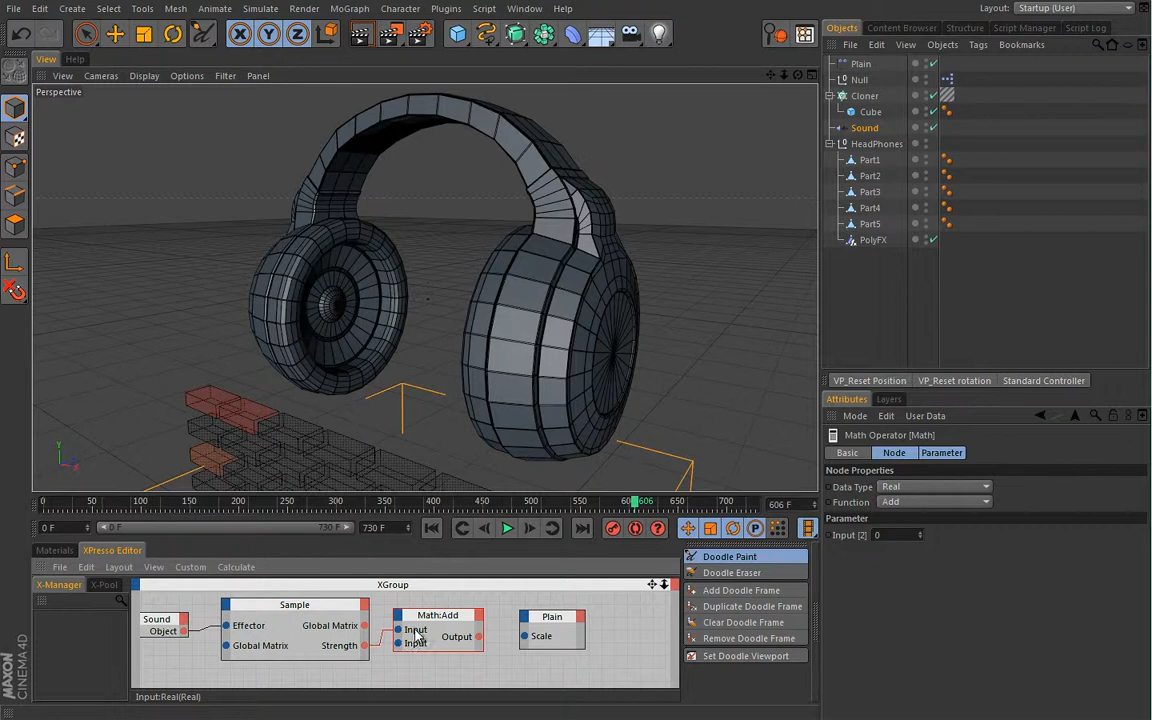 File Edit Create Select Tools Mesh Animate Simulate Render MoGraph Character Plugins Script Window Help Layout: Startup (User)
X Y Z
Objects Content Browser Structure Script Manager Script Log
File Edit View Objects Tags Bookmarks
View Help
View Cameras Display Options Filter Panel
Perspective
Plain
Null
Cloner
Cube
Sound
HeadPhones
Part1
Part2
Part3
Part4
Part5
PolyFX
VP_Reset Position VP_Reset rotation Standard Controller
Attributes Layers
Mode Edit User Data
Math Operator [Math]
Basic Node Parameter
Node Properties
Data Type Real
Function Add
Parameter
Input [2] 0
Y
0 50 100 150 200 250 300 350 400 450 500 550 606 650 700 606 F
0 F 0 F 730 F 730 F
P
Materials XPresso Editor
File Edit Layout View Custom Calculate
X-Manager X-Pool
XGroup
Sound
Object
Sample
Effector Global Matrix
Global Matrix Strength
Math:Add
Input
Input
Output
Plain
Scale
Input:Real(Real)
Doodle Paint
Doodle Eraser
Add Doodle Frame
Duplicate Doodle Frame
Clear Doodle Frame
Remove Doodle Frame
Set Doodle Viewport
MAXON
CINEMA 4D